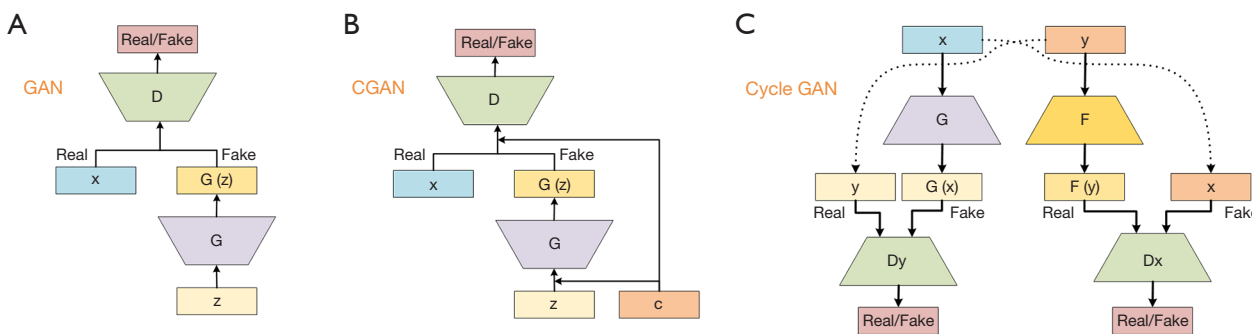 A
GAN
Real/Fake
D
Real
Fake
x
G (z)
G
z
B
CGAN
Real/Fake
D
Real
Fake
x
G (z)
G
z
c
C
Cycle GAN
x
y
G
F
y
G (x)
F (y)
x
Real
Fake
Real
Fake
Dy
Dx
Real/Fake
Real/Fake